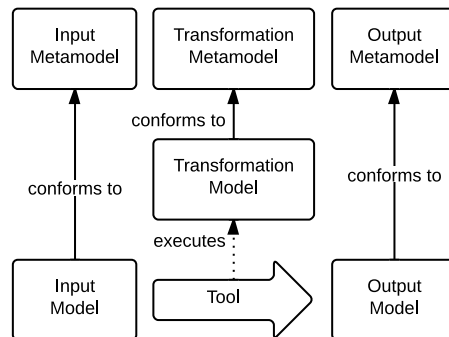 Input
Metamodel
Transformation
Metamodel
Output
Metamodel
conforms to
Transformation
Model
conforms to
conforms to
executes
Input
Model
Tool
Output
Model